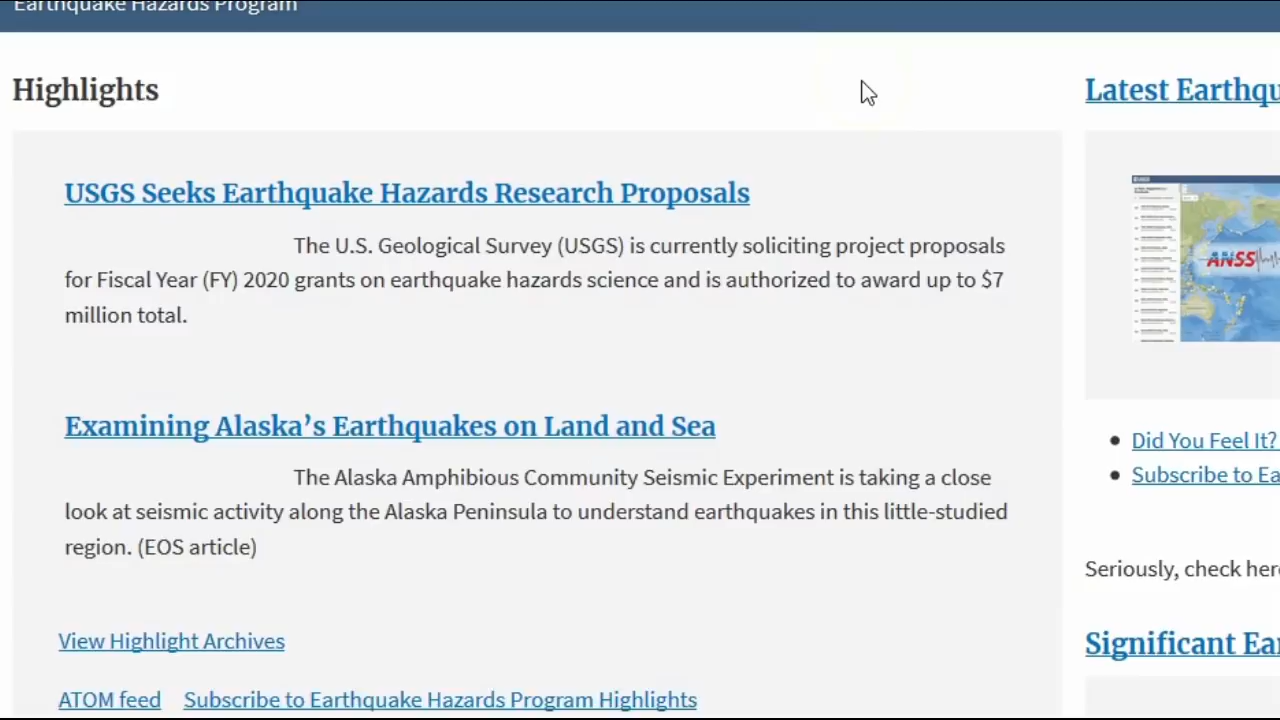 Earthquake Hazards Program
Highlights
USGS Seeks Earthquake Hazards Research Proposals
The U.S. Geological Survey (USGS) is currently soliciting project proposals
for Fiscal Year (FY) 2020 grants on earthquake hazards science and is authorized to award up to $7
million total.
Examining Alaska’s Earthquakes on Land and Sea
The Alaska Amphibious Community Seismic Experiment is taking a close
look at seismic activity along the Alaska Peninsula to understand earthquakes in this little-studied
region. (EOS article)
View Highlight Archives
ATOM feed Subscribe to Earthquake Hazards Program Highlights
Latest
ANSS
Did You Feel It?
Subscribe to
Seriously, check
Significant